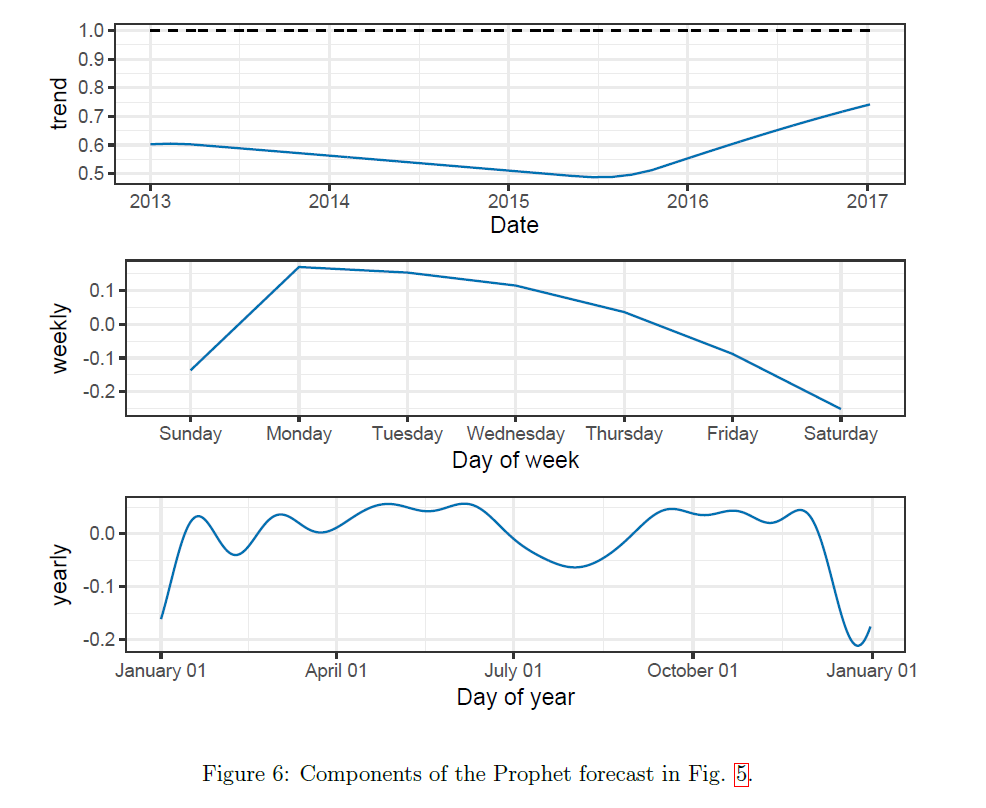 trend
1.0
0.9
0.8
0.7
0.6
0.5
2013 2014 2015 2016 2017
Date
weekly
0.1
0.0
-0.1
-0.2
Sunday Monday Tuesday Wednesday Thursday Friday Saturday
Day of week
yearly
0.0
-0.1
-0.2
January 01 April 01 July 01 October 01 January 01
Day of year
Figure 6: Components of the Prophet forecast in Fig. 5.